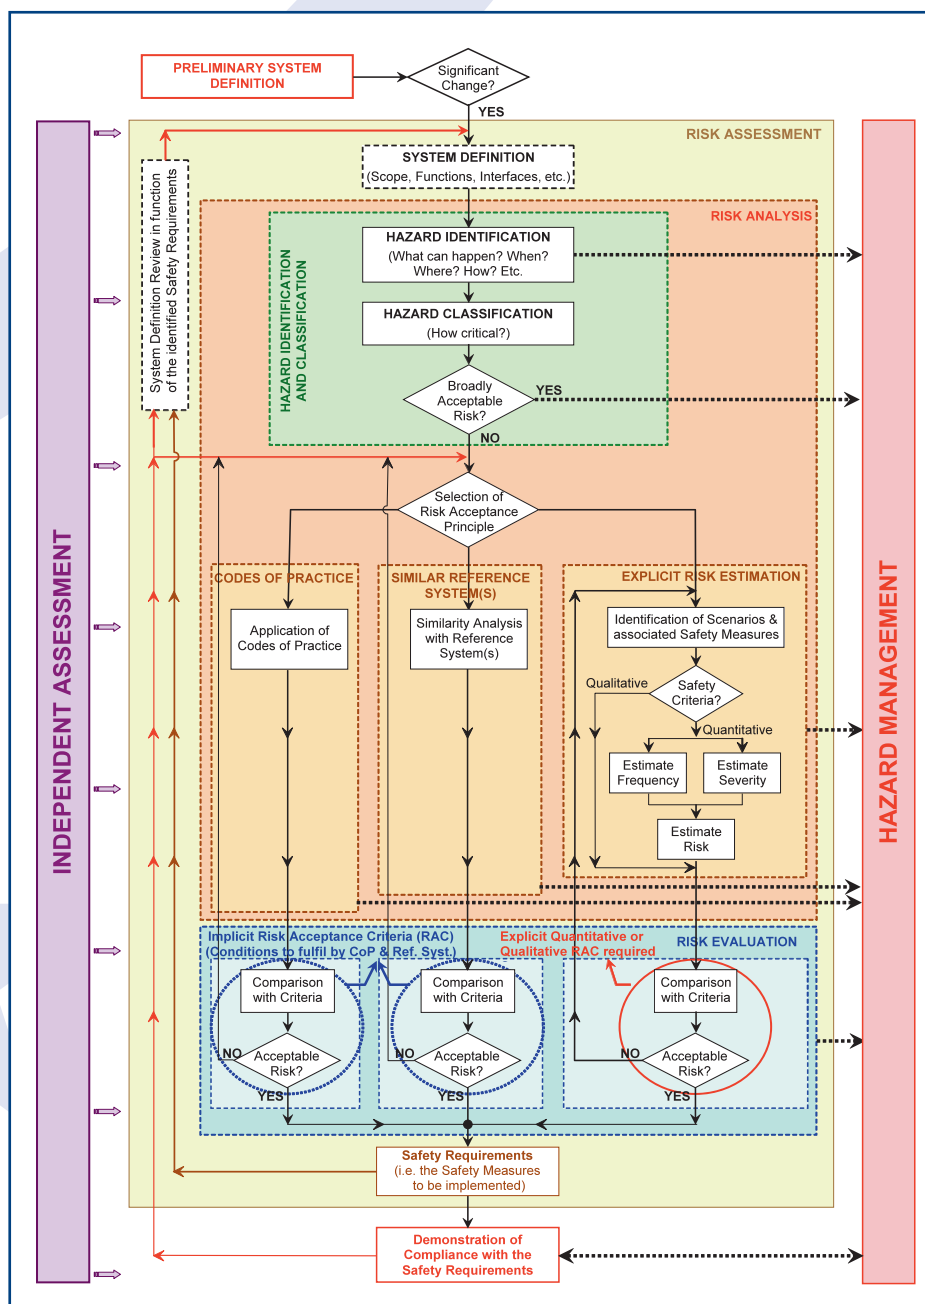 PRELIMINARY SYSTEM
DEFINITION
Significant
Change?
YES
RISK ASSESSMENT
SYSTEM DEFINITION
(Scope, Functions, Interfaces, etc.)
System Definition Review in function
of the identified Safety Requirements
RISK ANALYSIS
HAZARD IDENTIFICATION
AND CLASSIFICATION
HAZARD IDENTIFICATION
(What can happen? When?
Where? How? Etc.
HAZARD CLASSIFICATION
(How critical?)
Broadly
Acceptable
Risk?
YES
NO
Selection of
Risk Acceptance
Principle
INDEPENDENT ASSESSMENT
HAZARD MANAGEMENT
CODES OF PRACTICE
Application of
Codes of Practice
SIMILAR REFERENCE
SYSTEM(S)
Similarity Analysis
with Reference
System(s)
EXPLICIT RISK ESTIMATION
Identification of Scenarios &
associated Safety Measures
Qualitative
Safety
Criteria?
Quantitative
Estimate
Frequency
Estimate
Severity
Estimate
Risk
Implicit Risk Acceptance Criteria (RAC)
(Conditions to fulfil by CoP & Ref. Syst.)
Explicit Quantitative or
Qualitative RAC required
RISK EVALUATION
Comparison
with Criteria
NO
Acceptable
Risk?
YES
Comparison
with Criteria
NO
Acceptable
Risk?
YES
Comparison
with Criteria
NO
Acceptable
Risk?
YES
Safety Requirements
(i.e. the Safety Measures
to be implemented)
Demonstration of
Compliance with the
Safety Requirements